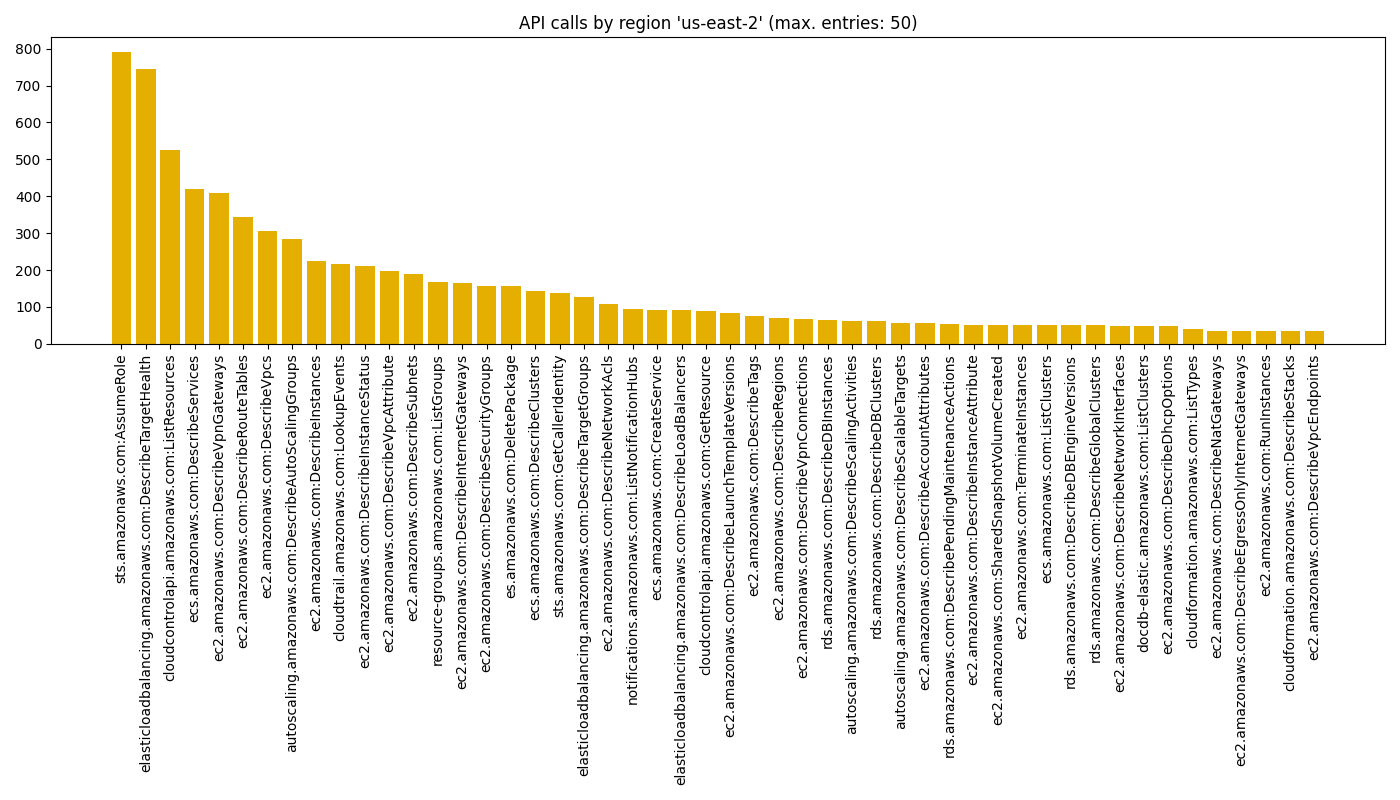 API calls by region 'us-east-2' (max. entries: 50)
800
700
600
500
400
300
200
100
0
sts.amazonaws.com:AssumeRole
elasticloadbalancing.amazonaws.com:DescribeTargetHealth
cloudcontrolapi.amazonaws.com:ListResources
ecs.amazonaws.com:DescribeServices
ec2.amazonaws.com:DescribeVpnGateways
ec2.amazonaws.com:DescribeRouteTables
ec2.amazonaws.com:DescribeVpcs
autoscaling.amazonaws.com:DescribeAutoScalingGroups
ec2.amazonaws.com:DescribeInstances
cloudtrail.amazonaws.com:LookupEvents
ec2.amazonaws.com:DescribeInstanceStatus
ec2.amazonaws.com:DescribeVpcAttribute
ec2.amazonaws.com:DescribeSubnets
resource-groups.amazonaws.com:ListGroups
ec2.amazonaws.com:DescribeInternetGateways
ec2.amazonaws.com:DescribeSecurityGroups
es.amazonaws.com:DeletePackage
ecs.amazonaws.com:DescribeClusters
sts.amazonaws.com:GetCallerIdentity
elasticloadbalancing.amazonaws.com:DescribeTargetGroups
ec2.amazonaws.com:DescribeNetworkAcls
notifications.amazonaws.com:ListNotificationHubs
ecs.amazonaws.com:CreateService
elasticloadbalancing.amazonaws.com:DescribeLoadBalancers
cloudcontrolapi.amazonaws.com:GetResource
ec2.amazonaws.com:DescribeLaunchTemplateVersions
ec2.amazonaws.com:DescribeTags
ec2.amazonaws.com:DescribeRegions
ec2.amazonaws.com:DescribeVpnConnections
rds.amazonaws.com:DescribeDBInstances
autoscaling.amazonaws.com:DescribeScalingActivities
rds.amazonaws.com:DescribeDBClusters
autoscaling.amazonaws.com:DescribeScalableTargets
ec2.amazonaws.com:DescribeAccountAttributes
rds.amazonaws.com:DescribePendingMaintenanceActions
ec2.amazonaws.com:DescribeInstanceAttribute
ec2.amazonaws.com:SharedSnapshotVolumeCreated
ec2.amazonaws.com:TerminateInstances
ecs.amazonaws.com:ListClusters
rds.amazonaws.com:DescribeDBEngineVersions
rds.amazonaws.com:DescribeGlobalClusters
ec2.amazonaws.com:DescribeNetworkInterfaces
docdb-elastic.amazonaws.com:ListClusters
ec2.amazonaws.com:DescribeDhcpOptions
cloudformation.amazonaws.com:ListTypes
ec2.amazonaws.com:DescribeNatGateways
ec2.amazonaws.com:DescribeEgressOnlyInternetGateways
ec2.amazonaws.com:RunInstances
cloudformation.amazonaws.com:DescribeStacks
ec2.amazonaws.com:DescribeVpcEndpoints